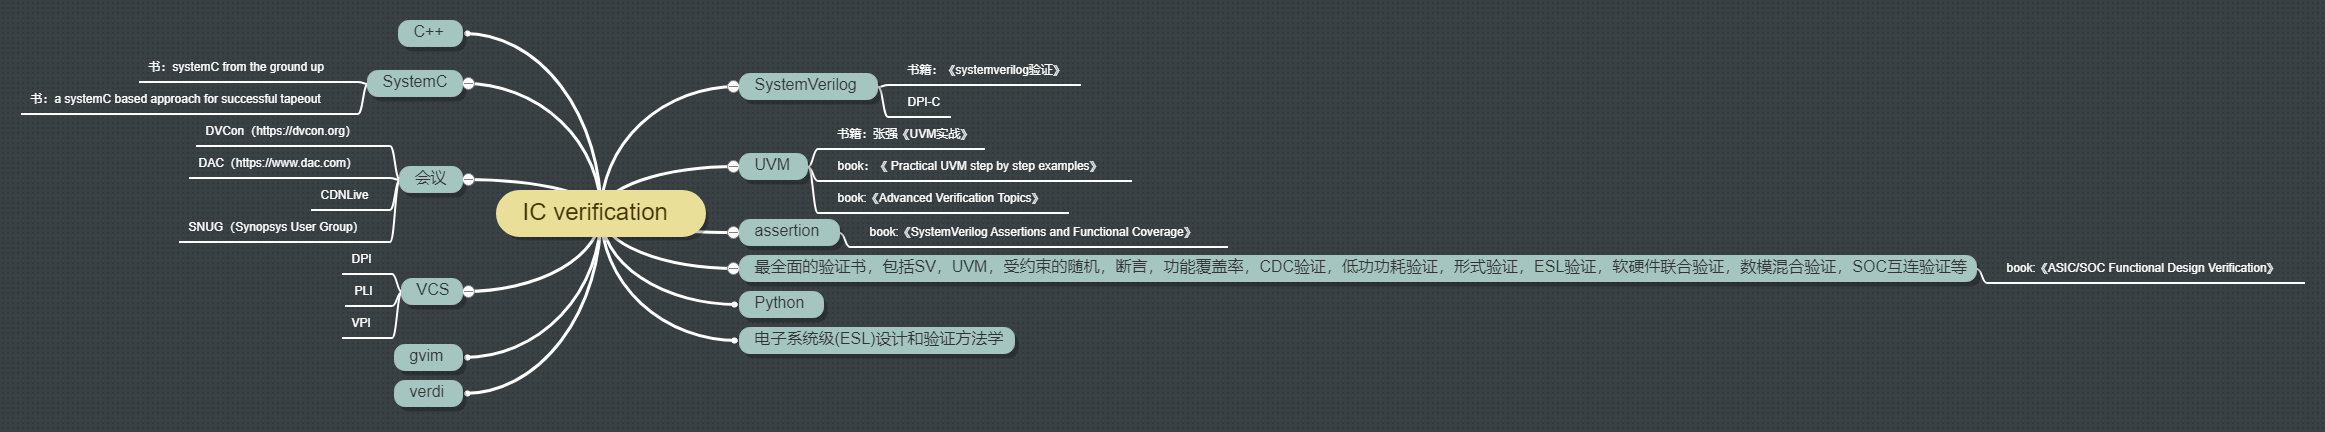 IC verification
C++
SystemC
书：systemC from the ground up
书：a systemC based approach for successful tapeout
会议
DVCon（https://dvcon.org）
DAC（https://www.dac.com）
CDNLive
SNUG（Synopsys User Group）
VCS
DPI
PLI
VPI
gvim
verdi
SystemVerilog
书籍：《systemverilog验证》
DPI-C
UVM
书籍：张强《UVM实战》
book：《 Practical UVM step by step examples》
book:《Advanced Verification Topics》
assertion
book:《SystemVerilog Assertions and Functional Coverage》
最全面的验证书，包括SV，UVM，受约束的随机，断言，功能覆盖率，CDC验证，低功功耗验证，形式验证，ESL验证，软硬件联合验证，数模混合验证，SOC互连验证等
book:《ASIC/SOC Functional Design Verification》
Python
电子系统级(ESL)设计和验证方法学